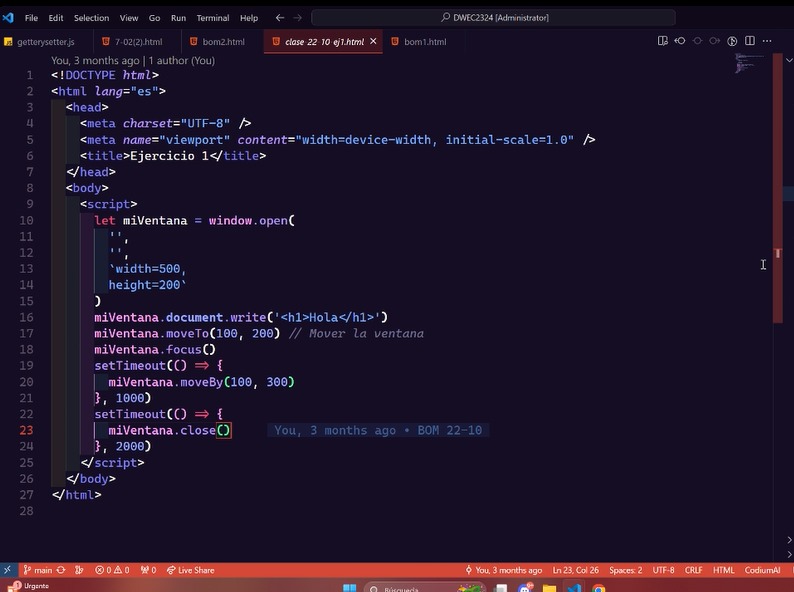 File Edit Selection View Go Run Terminal Help DWEC2324 [Administrator]
getterysetter.js 7-02(2).html bom2.html clase 22 10 ej1.html bom1.html
You, 3 months ago | 1 author (You)
1 <!DOCTYPE html>
2 <html lang="es">
3 <head>
4 <meta charset="UTF-8" />
5 <meta name="viewport" content="width=device-width, initial-scale=1.0" />
6 <title>Ejercicio 1</title>
7 </head>
8 <body>
9 <script>
10 let miVentana = window.open(
11 '',
12 '',
13 `width=500,
14 height=200`
15 )
16 miVentana.document.write('<h1>Hola</h1>')
17 miVentana.moveTo(100, 200) // Mover la ventana
18 miVentana.focus()
19 setTimeout(() => {
20 miVentana.moveBy(100, 300)
21 }, 1000)
22 setTimeout(() => {
23 miVentana.close() You, 3 months ago • BOM 22-10
24 }, 2000)
25 </script>
26 </body>
27 </html>
28
main 0 0 0 Live Share You, 3 months ago Ln 23, Col 26 Spaces: 2 UTF-8 CRLF HTML CodiumAI
1 Urgente Búsqueda